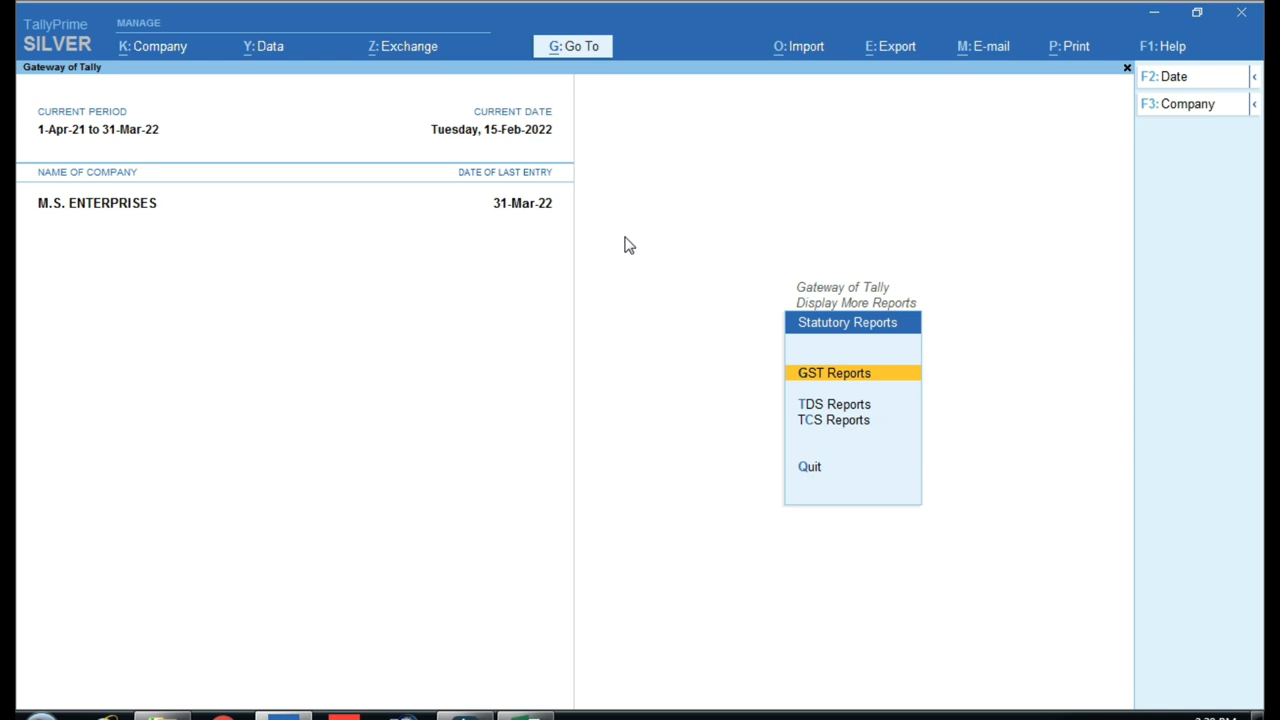 TallyPrime
MANAGE
SILVER
K: Company
Y: Data
Z: Exchange
G: Go To
O: Import
E: Export
M: E-mail
P: Print
F1: Help
Gateway of Tally
F2: Date
F3: Company
CURRENT PERIOD
CURRENT DATE
1-Apr-21 to 31-Mar-22
Tuesday, 15-Feb-2022
NAME OF COMPANY
DATE OF LAST ENTRY
M.S. ENTERPRISES
31-Mar-22
Gateway of Tally
Display More Reports
Statutory Reports
GST Reports
TDS Reports
TCS Reports
Quit